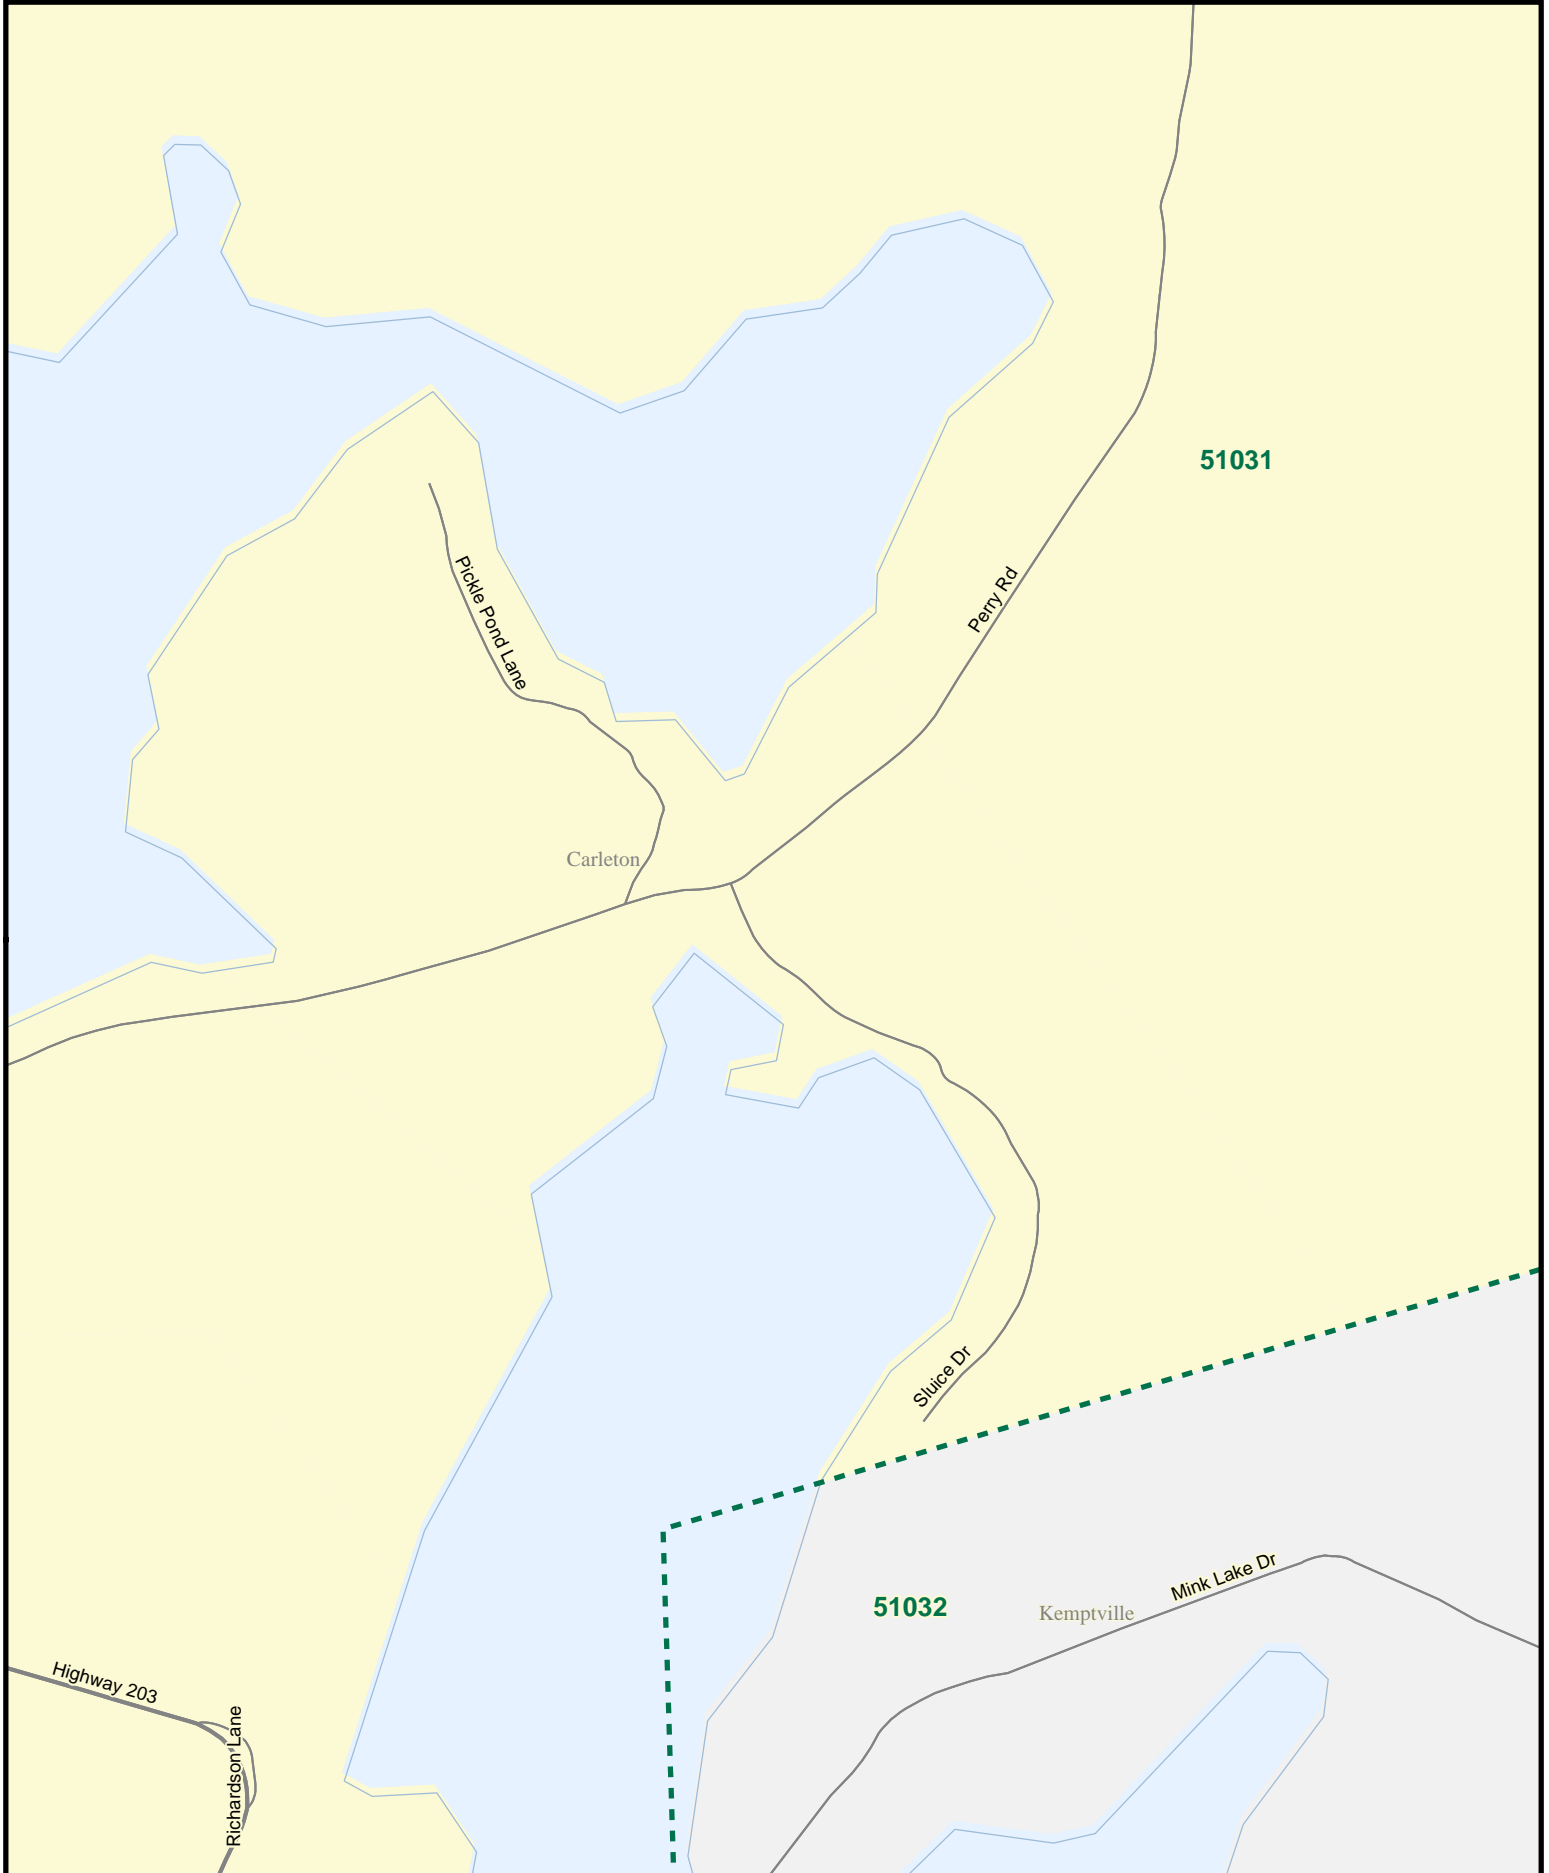 51031
Perry Rd
Pickle Pond Lane
Carleton
Sluice Dr
Mink Lake Dr
51032
Kemptville
Highway 203
Richardson Lane